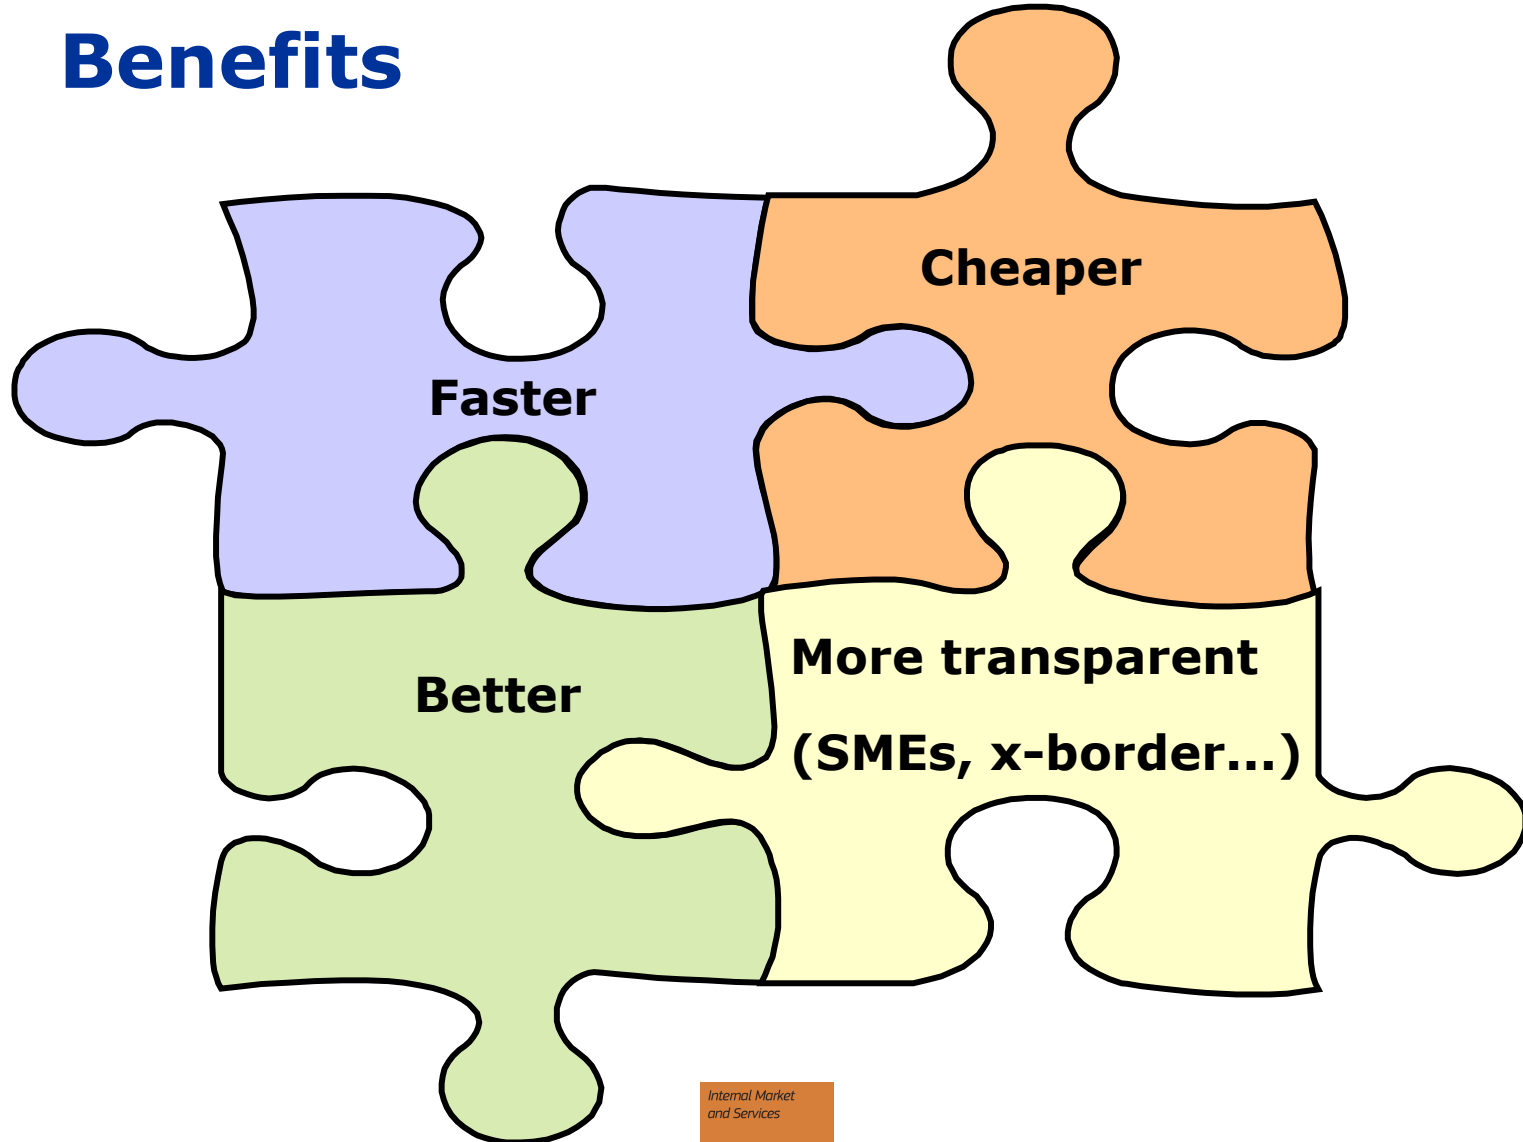 Benefits
Cheaper
Faster
Better
More transparent
(SMEs, x-border...)
Internal Market
and Services